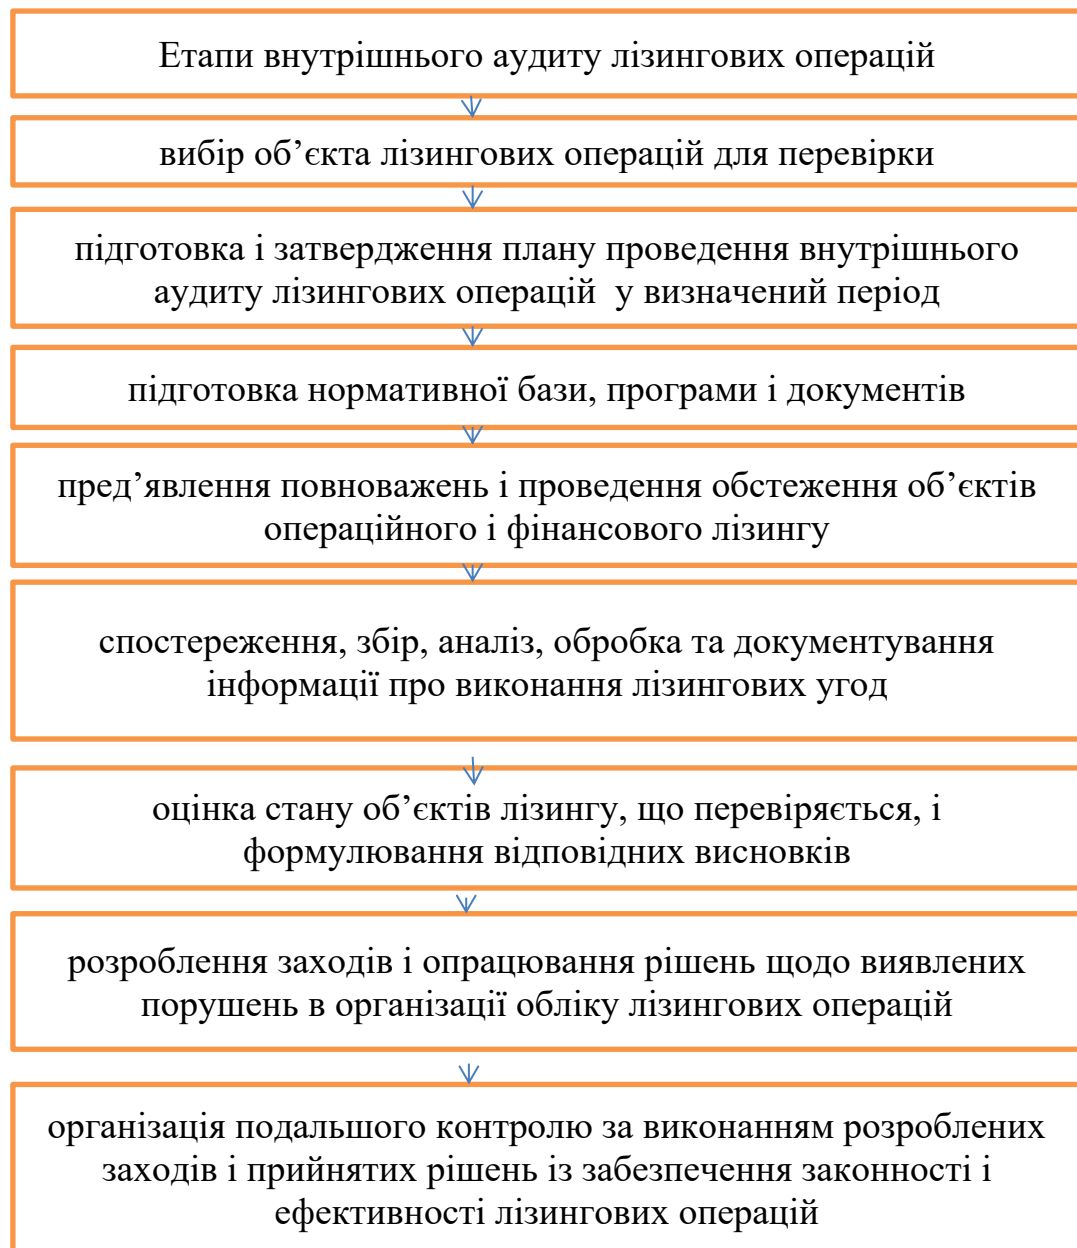 Етапи внутрішнього аудиту лізингових операцій
вибір об’єкта лізингових операцій для перевірки
підготовка і затвердження плану проведення внутрішнього
аудиту лізингових операцій у визначений період
підготовка нормативної бази, програми і документів
пред’явлення повноважень і проведення обстеження об’єктів
операційного і фінансового лізингу
спостереження, збір, аналіз, обробка та документування
інформації про виконання лізингових угод
оцінка стану об’єктів лізингу, що перевіряється, і
формулювання відповідних висновків
розроблення заходів і опрацювання рішень щодо виявлених
порушень в організації обліку лізингових операцій
організація подальшого контролю за виконанням розроблених
заходів і прийнятих рішень із забезпечення законності і
ефективності лізингових операцій